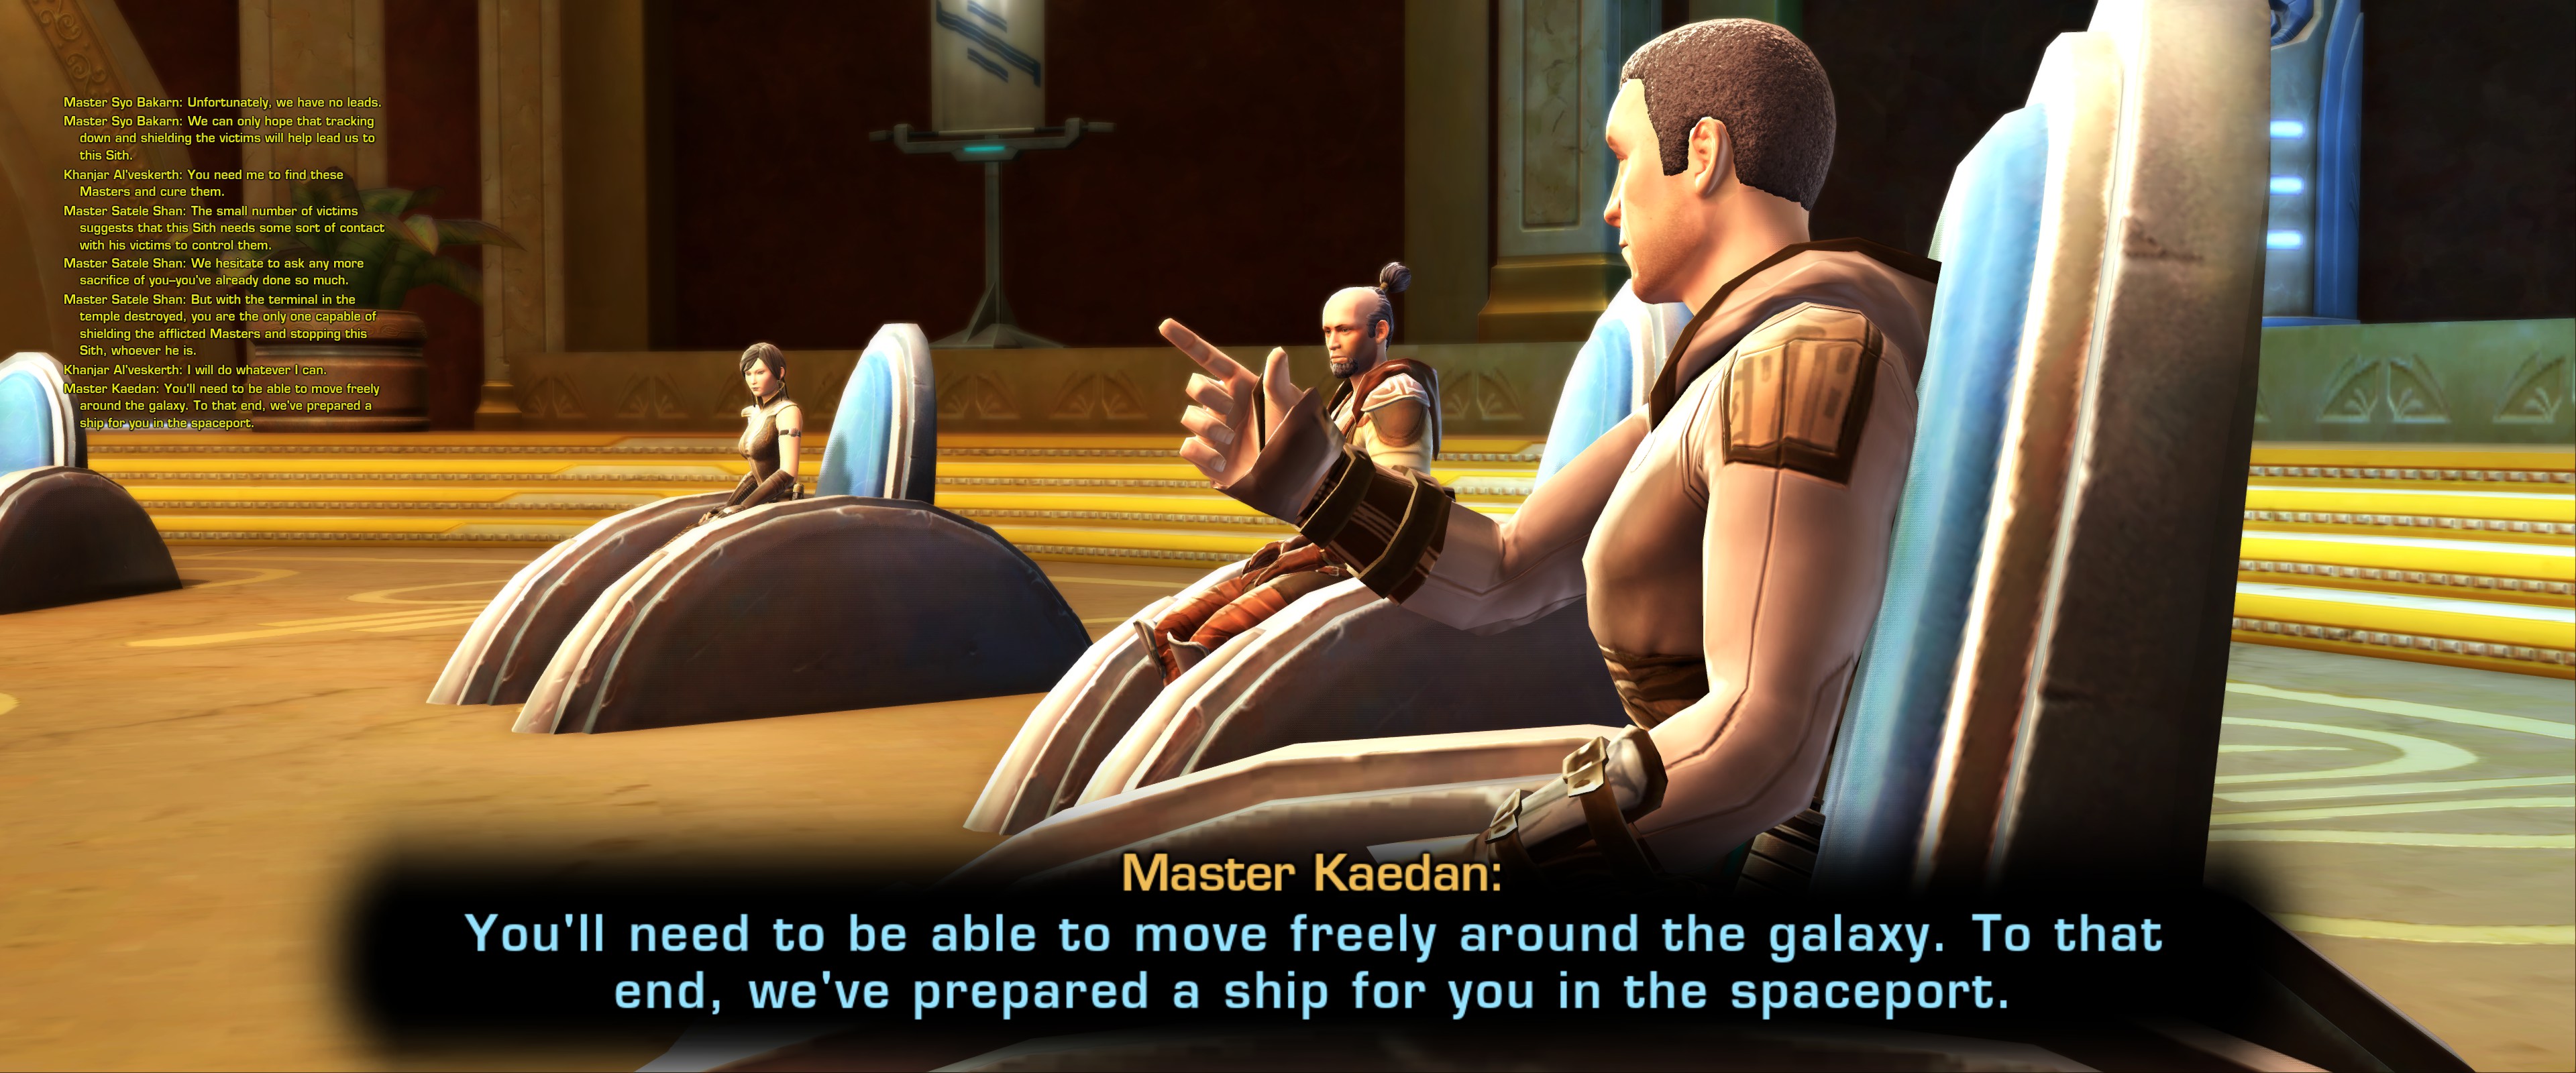 Master Syo Bakarn: Unfortunately, we have no leads.
Master Syo Bakarn: We can only hope that tracking
down and shielding the victims will help lead us to
this Sith.
Khanjar Al'veskerth: You need me to find these
Masters and cure them.
Master Satele Shan: The small number of victims
suggests that this Sith needs some sort of contact
with his victims to control them.
Master Satele Shan: We hesitate to ask any more
sacrifice of you–you've already done so much.
Master Satele Shan: But with the terminal in the
temple destroyed, you are the only one capable of
shielding the afflicted Masters and stopping this
Sith, whoever he is.
Khanjar Al'veskerth: I will do whatever I can.
Master Kaedan: You'll need to be able to move freely
around the galaxy. To that end, we've prepared a
ship for you in the spaceport.
Master Kaedan:
You'll need to be able to move freely around the galaxy. To that
end, we've prepared a ship for you in the spaceport.